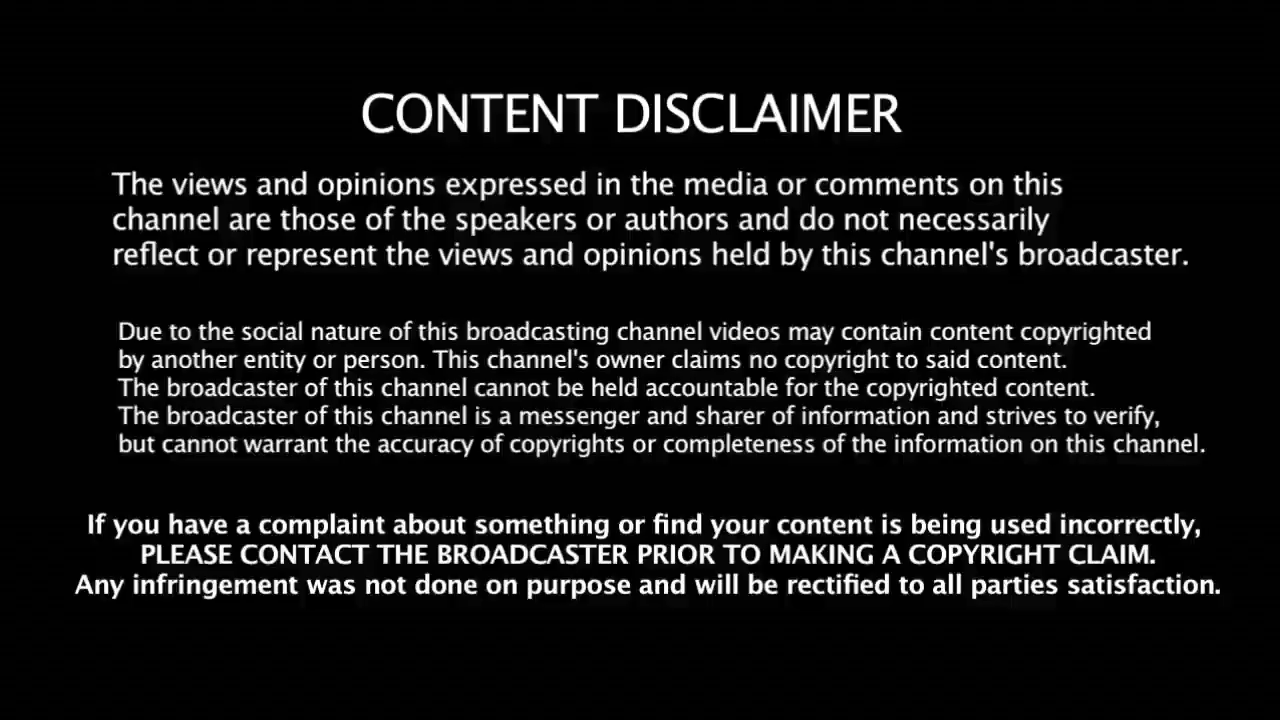 CONTENT DISCLAIMER
The views and opinions expressed in the media or comments on this
channel are those of the speakers or authors and do not necessarily
reflect or represent the views and opinions held by this channel's broadcaster.
Due to the social nature of this broadcasting channel videos may contain content copyrighted
by another entity or person. This channel's owner claims no copyright to said content.
The broadcaster of this channel cannot be held accountable for the copyrighted content.
The broadcaster of this channel is a messenger and sharer of information and strives to verify,
but cannot warrant the accuracy of copyrights or completeness of the information on this channel.
If you have a complaint about something or find your content is being used incorrectly,
PLEASE CONTACT THE BROADCASTER PRIOR TO MAKING A COPYRIGHT CLAIM.
Any infringement was not done on purpose and will be rectified to all parties satisfaction.